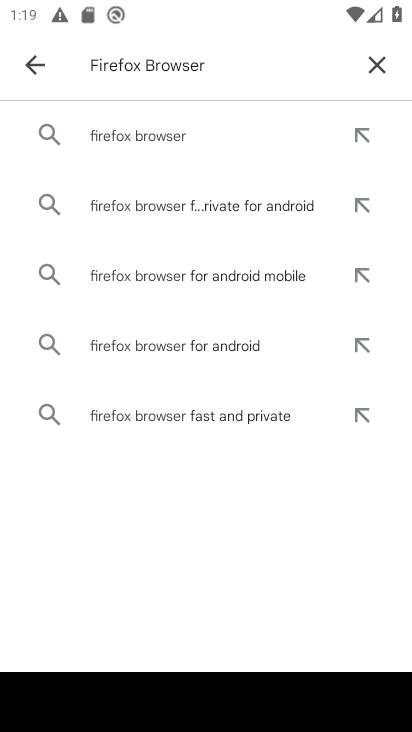 1:19
Firefox Browser
firefox browser
firefox browser f...rivate for android
firefox browser for android mobile
firefox browser for android
firefox browser fast and private